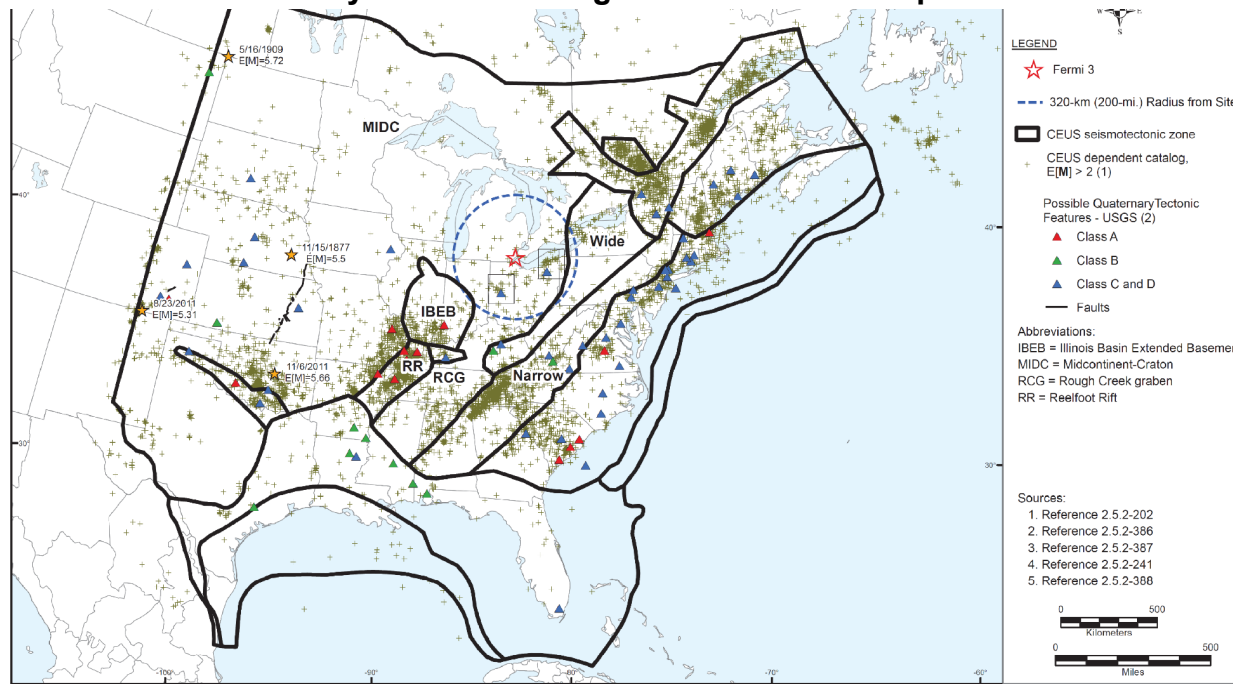 5/16/1909
E[M]=5.72
MIDC
40°
11/15/1877
E[M]=5.5
8/23/2011
E[M]=5.31
11/6/2011
E[M]=5.66
IBEB
RR
RCG
Wide
Narrow
40°
30°
30°
-100°
-90°
-80°
-70°
-60°
W
E
S
LEGEND
Fermi 3
320-km (200-mi.) Radius from Site
CEUS seismotectonic zone
CEUS dependent catalog,
E[M] > 2 (1)
Possible QuaternaryTectonic
Features - USGS (2)
Class A
Class B
Class C and D
Faults
Abbreviations:
IBEB = Illinois Basin Extended Baseme
MIDC = Midcontinent-Craton
RCG = Rough Creek graben
RR = Reelfoot Rift
Sources:
1. Reference 2.5.2-202
2. Reference 2.5.2-386
3. Reference 2.5.2-387
4. Reference 2.5.2-241
5. Reference 2.5.2-388
0 500
Kilometers
0 500
Miles